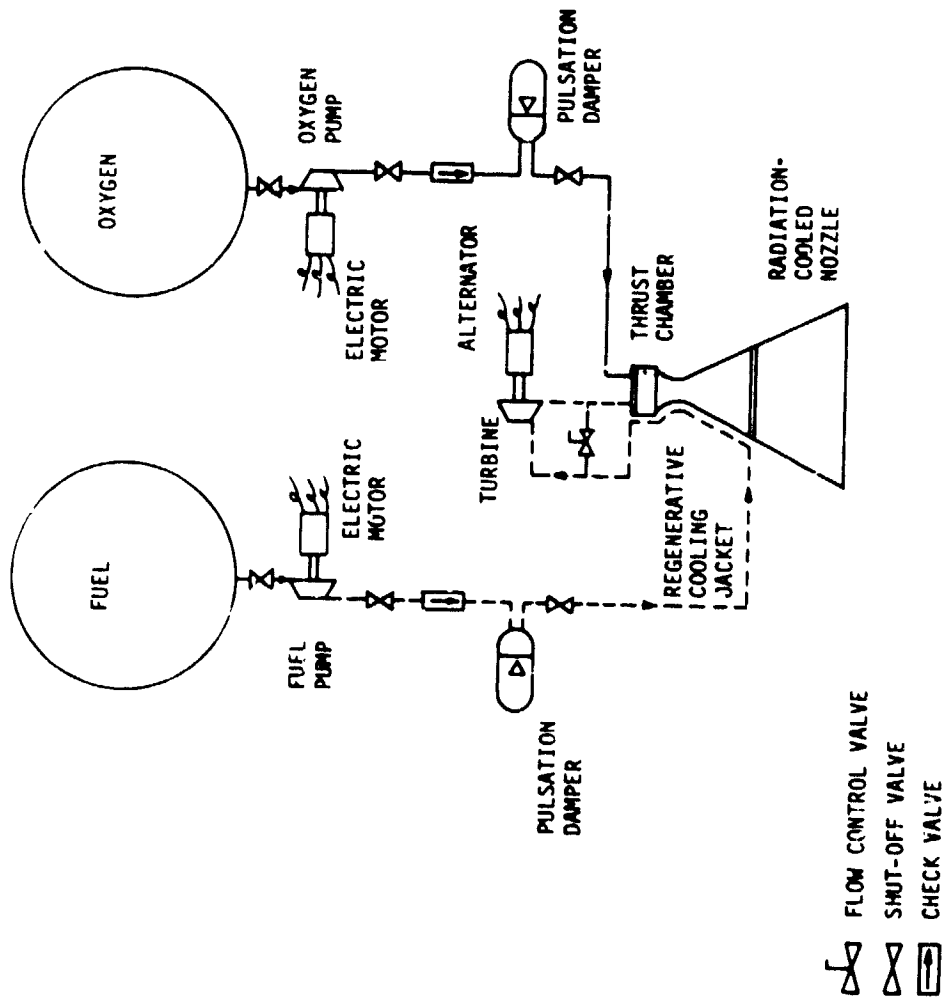 FUEL
OXYGEN
FUEL
PUMP
ELECTRIC
MOTOR
ELECTRIC
MOTOR
OXYGEN
PUMP
PULSATION
DAMPER
TURBINE
ALTERNATOR
PULSATION
DAMPER
REGENERATIVE
COOLING
JACKET
THRUST
CHAMBER
RADIATION-
COOLED
NOZZLE
FLOW CONTROL VALVE
SHUT-OFF VALVE
CHECK VALVE